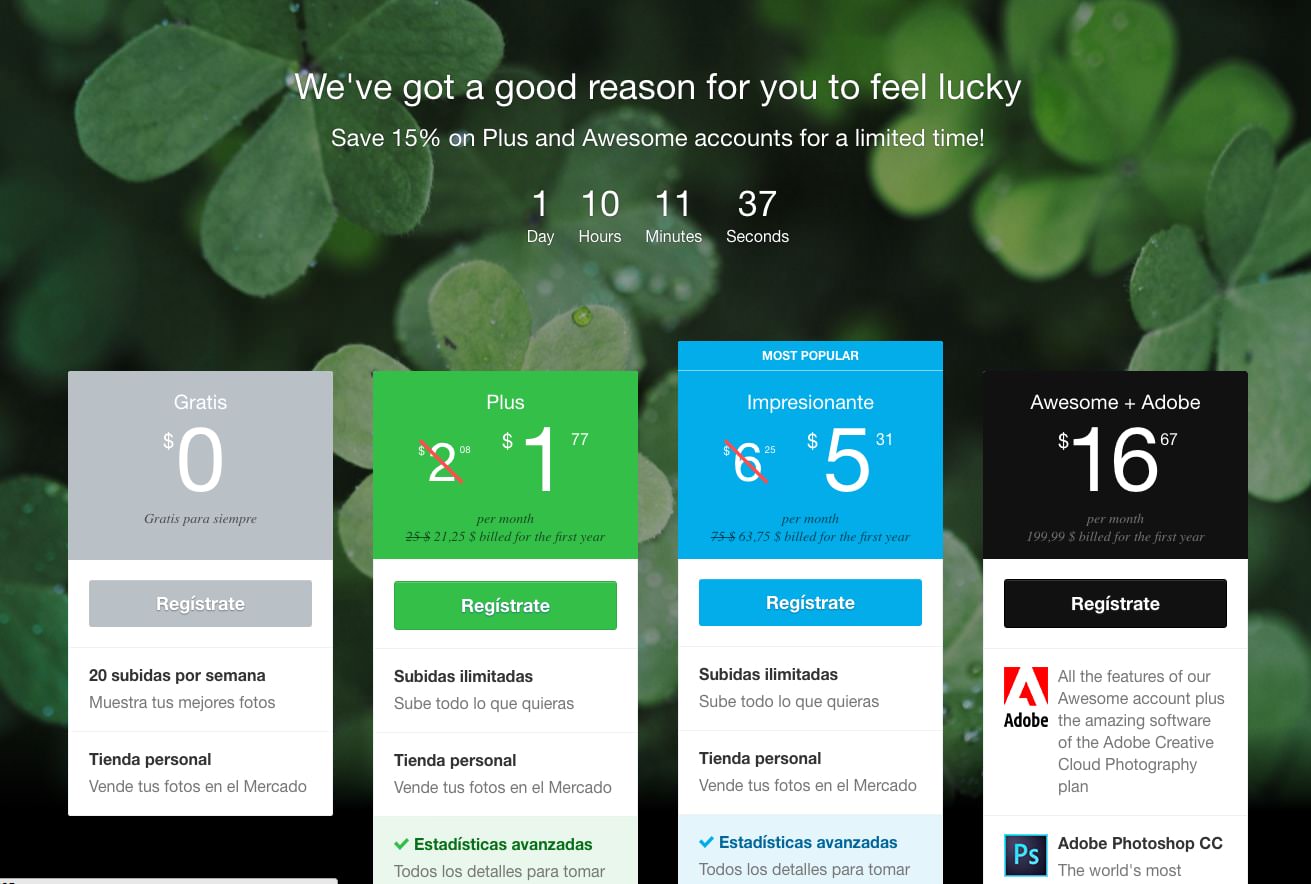 We've got a good reason for you to feel lucky
Save 15% on Plus and Awesome accounts for a limited time!
1 10 11 37
Day Hours Minutes Seconds
Gratis
$0
Gratis para siempre
Regístrate
20 subidas por semana
Muestra tus mejores fotos
Tienda personal
Vende tus fotos en el Mercado
Plus
$2 08 $1 77
per month
25 $ 21,25 $ billed for the first year
Regístrate
Subidas ilimitadas
Sube todo lo que quieras
Tienda personal
Vende tus fotos en el Mercado
Estadísticas avanzadas
Todos los detalles para tomar
MOST POPULAR
Impresionante
$6 25 $5 31
per month
75 $ 63,75 $ billed for the first year
Regístrate
Subidas ilimitadas
Sube todo lo que quieras
Tienda personal
Vende tus fotos en el Mercado
Estadísticas avanzadas
Todos los detalles para tomar
Awesome + Adobe
$16 67
per month
199,99 $ billed for the first year
Regístrate
Adobe
All the features of our
Awesome account plus
the amazing software
of the Adobe Creative
Cloud Photography
plan
Ps
Adobe Photoshop CC
The world's most